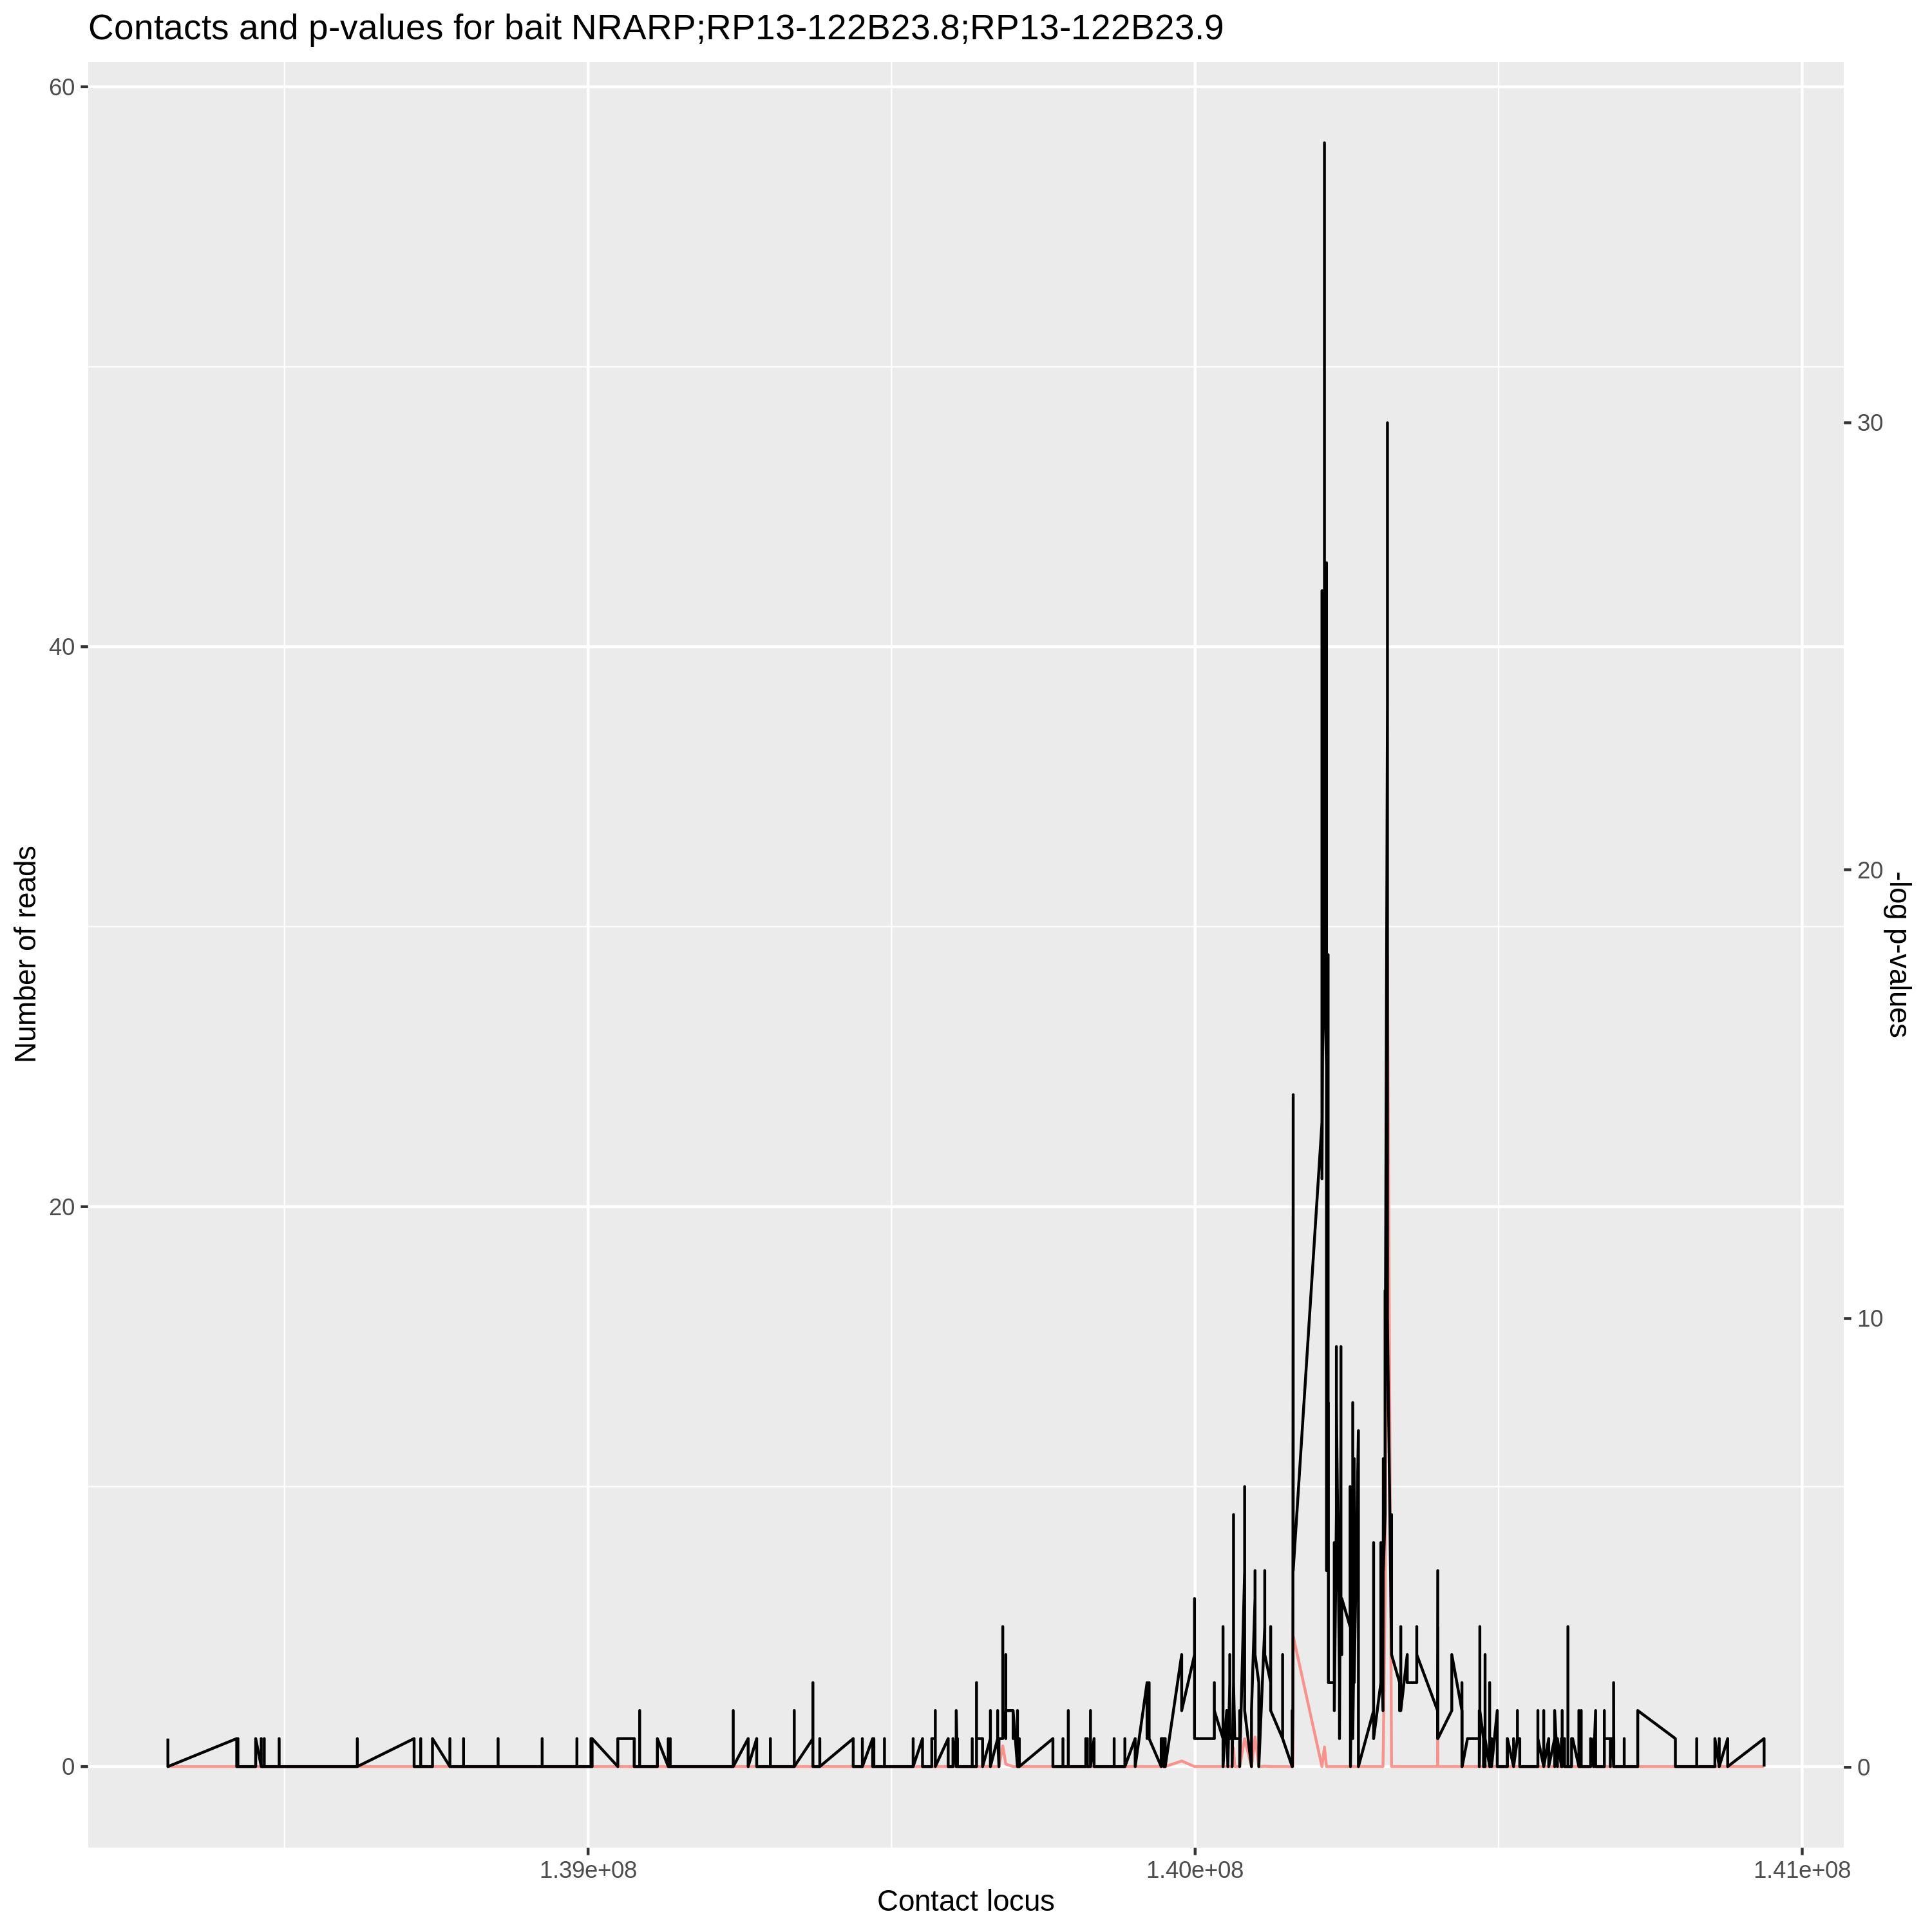 Contacts and p-values for bait NRARP;RP13-122B23.8;RP13-122B23.9
60
40
20
0
Number of reads
30
20
10
0
-log p-values
1.39e+08
1.40e+08
1.41e+08
Contact locus